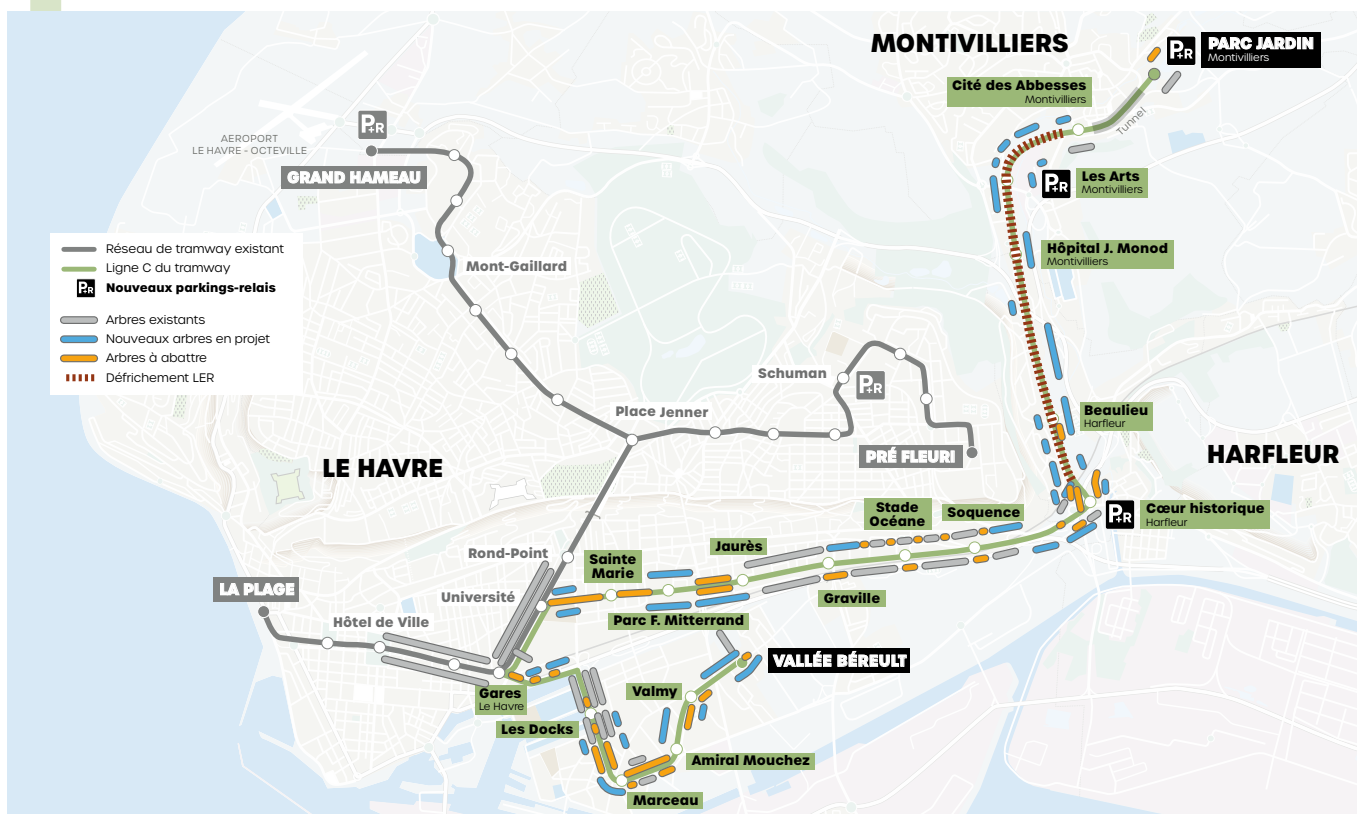 MONTIVILLIERS
P+R
PARC JARDIN
Montivilliers
Cité des Abbesses
Montivilliers
Tunnel
P+R
AEROPORT
LE HAVRE - OCTEVILLE
GRAND HAMEAU
P+R
Les Arts
Montivilliers
Réseau de tramway existant
Ligne C du tramway
P+R
Nouveaux parkings-relais
Arbres existants
Nouveaux arbres en projet
Arbres à abattre
Défrichement LER
Hôpital J. Monod
Montivilliers
Mont-Gaillard
Schuman
P+R
Place Jenner
Beaulieu
Harfleur
PRÉ FLEURI
LE HAVRE
HARFLEUR
Stade
Océane
Soquence
P+R
Cœur historique
Harfleur
Jaurès
Rond-Point
Sainte
Marie
LA PLAGE
Université
Graville
Hôtel de Ville
Parc F. Mitterrand
VALLÉE BÉREULT
Gares
Le Havre
Valmy
Les Docks
Amiral Mouchez
Marceau